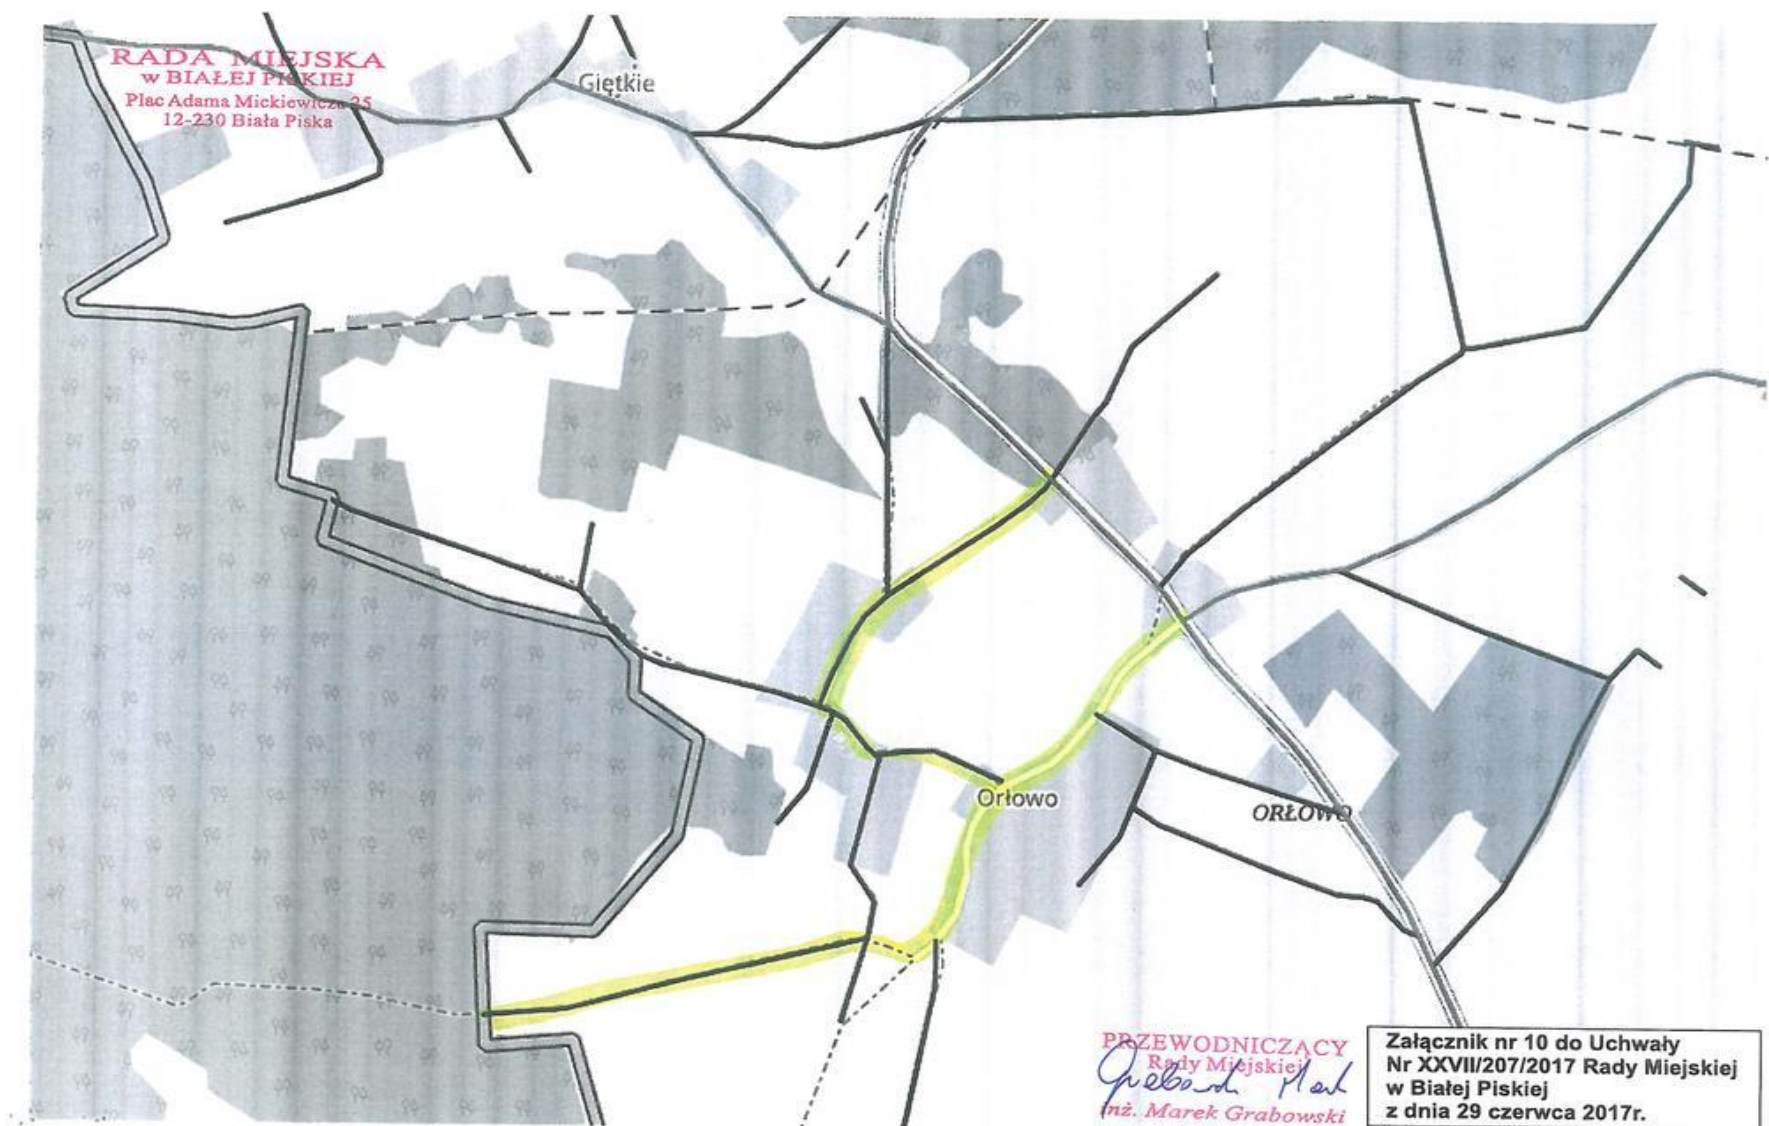 RADA MIEJSKA
w BIAŁEJ PISKIEJ
Plac Adama Mickiewicza 25
12-230 Biała Piska
Giętkie
Orłowo
ORŁOWO
PRZEWODNICZĄCY
Rady Miejskiej
inż. Marek Grabowski
Załącznik nr 10 do Uchwały
Nr XXVII/207/2017 Rady Miejskiej
w Białej Piskiej
z dnia 29 czerwca 2017r.